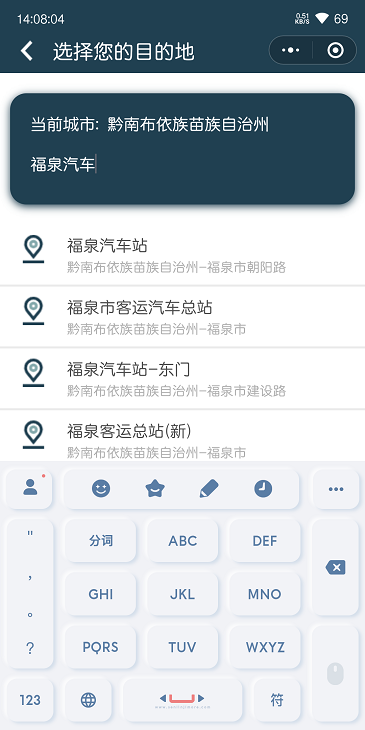 14:08:04
0.51
KB/S
69
选择您的目的地
当前城市: 黔南布依族苗族自治州
福泉汽车
福泉汽车站
黔南布依族苗族自治州-福泉市朝阳路
福泉市客运汽车总站
黔南布依族苗族自治州-福泉市
福泉汽车站-东门
黔南布依族苗族自治州-福泉市建设路
福泉客运总站(新)
黔南布依族苗族自治州-福泉市
"
分词
ABC
DEF
,
GHI
JKL
MNO
。
?
PQRS
TUV
WXYZ
123
符